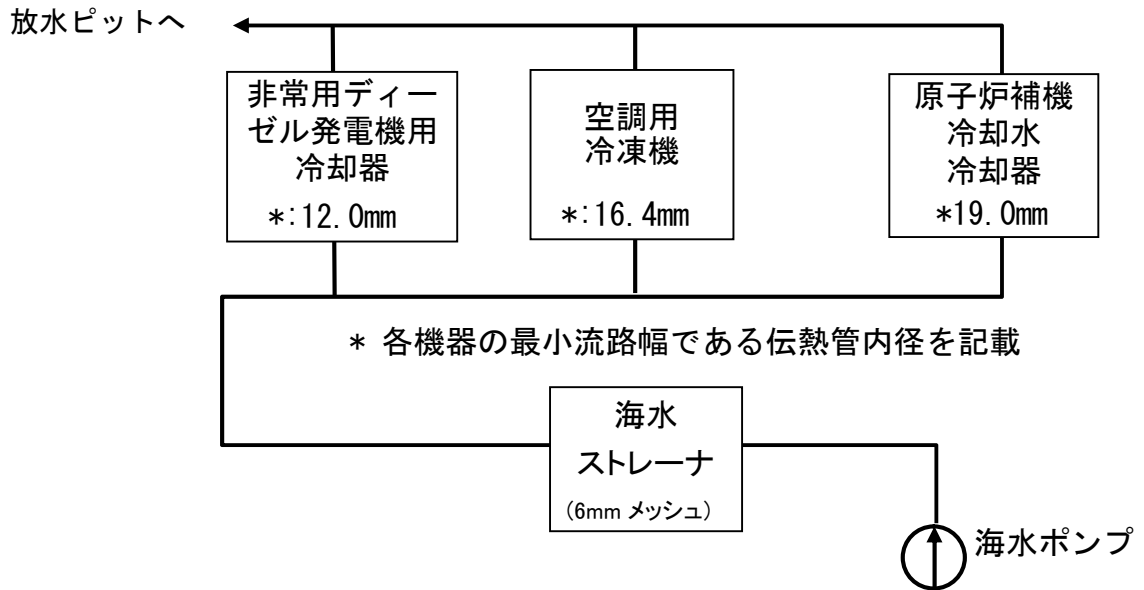 放水ピットへ
非常用ディー
ゼル発電機用
冷却器
*:12.0mm
空調用
冷凍機
*:16.4mm
原子炉補機
冷却水
冷却器
*19.0mm
* 各機器の最小流路幅である伝熱管内径を記載
海水
ストレーナ
(6mm メッシュ)
海水ポンプ